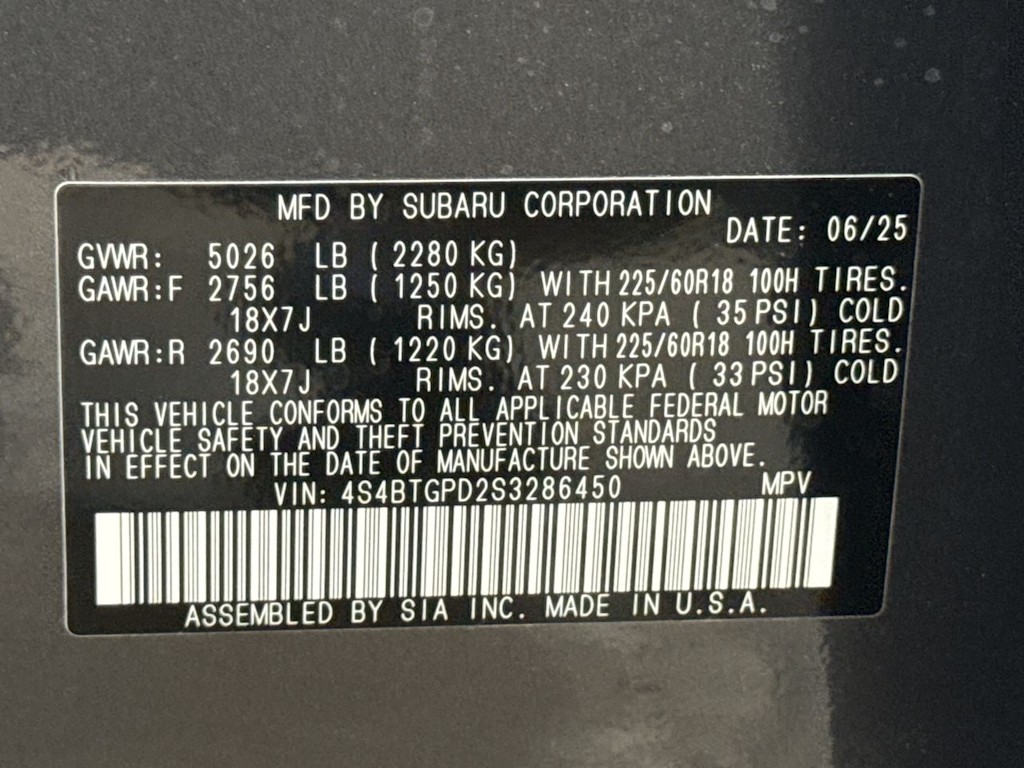 MFD BY SUBARU CORPORATION
DATE: 06/25
GVWR: 5026 LB ( 2280 KG)
GAWR:F 2756 LB ( 1250 KG) WITH 225/60R18 100H TIRES.
18X7J RIMS. AT 240 KPA ( 35 PSI) COLD
GAWR:R 2690 LB ( 1220 KG) WITH 225/60R18 100H TIRES.
18X7J RIMS. AT 230 KPA ( 33 PSI) COLD
THIS VEHICLE CONFORMS TO ALL APPLICABLE FEDERAL MOTOR
VEHICLE SAFETY AND THEFT PREVENTION STANDARDS
IN EFFECT ON THE DATE OF MANUFACTURE SHOWN ABOVE.
VIN: 4S4BTGPD2S3286450 MPV
ASSEMBLED BY SIA INC. MADE IN U.S.A.